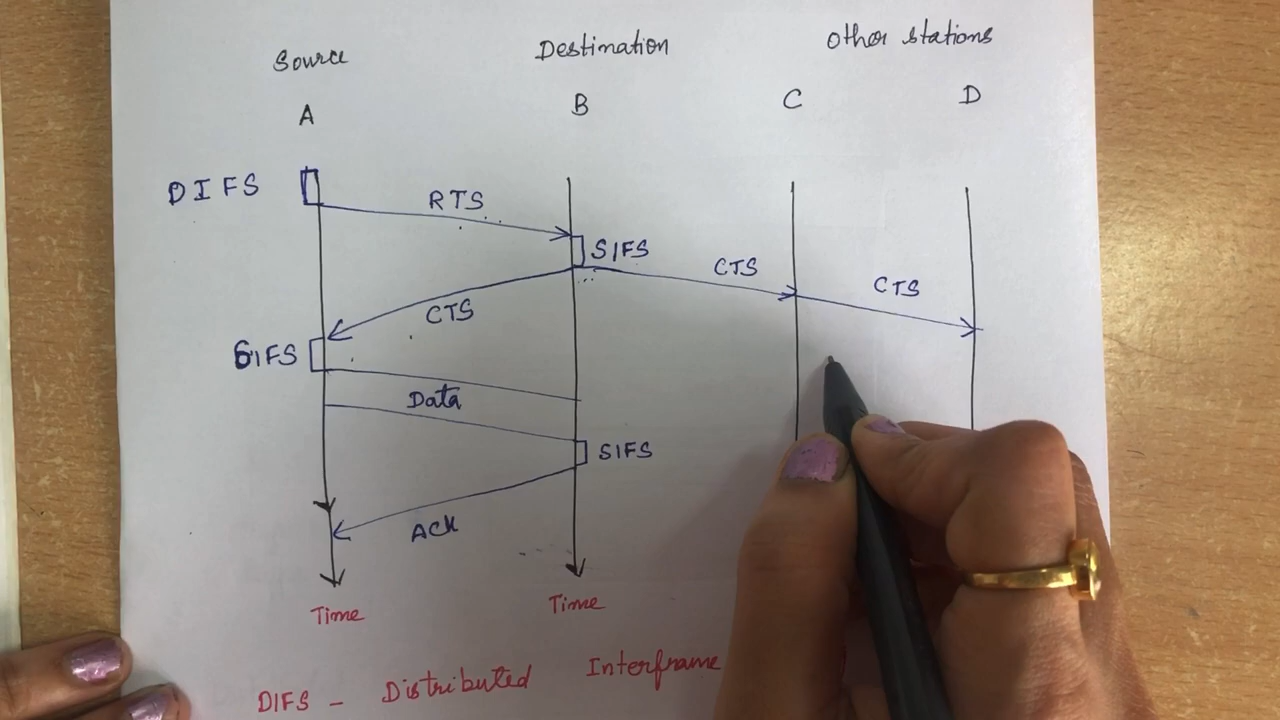 Source Destination Other stations
A B C D
DIFS
RTS
SIFS
CTS CTS
CTS
SIFS
Data
SIFS
Ack
Time Time
DIFS - Distributed Interframe